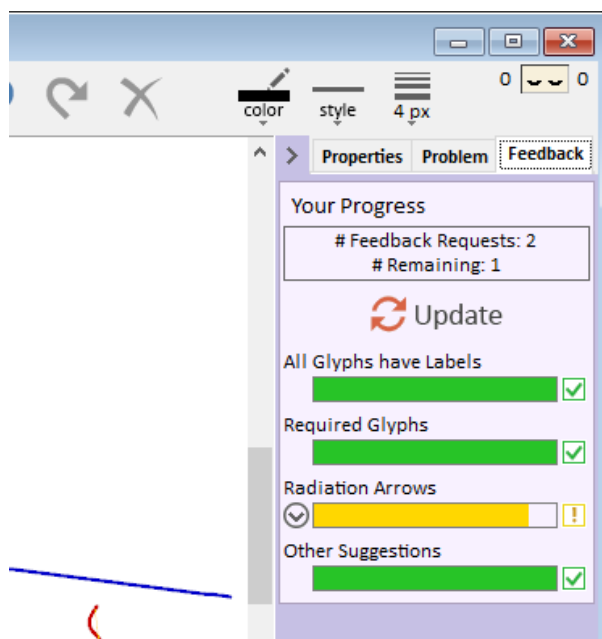 0 0
color style 4 px
Properties Problem Feedback
Your Progress
# Feedback Requests: 2
# Remaining: 1
Update
All Glyphs have Labels
Required Glyphs
Radiation Arrows
!
Other Suggestions